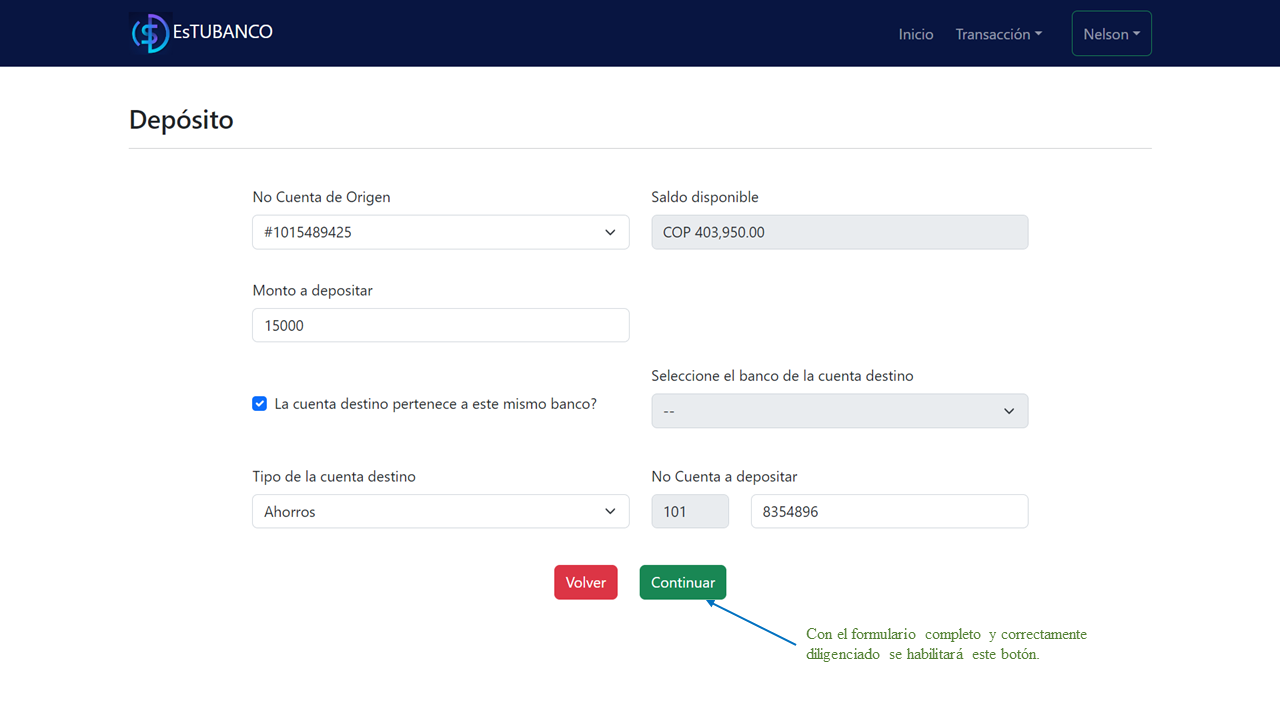 EsTUBANCO
Inicio
Transacción
Nelson
Depósito
No Cuenta de Origen
Saldo disponible
#1015489425
COP 403,950.00
Monto a depositar
15000
Seleccione el banco de la cuenta destino
La cuenta destino pertenece a este mismo banco?
--
Tipo de la cuenta destino
No Cuenta a depositar
Ahorros
101
8354896
Volver
Continuar
Con el formulario completo y correctamente
diligenciado se habilitará este botón.